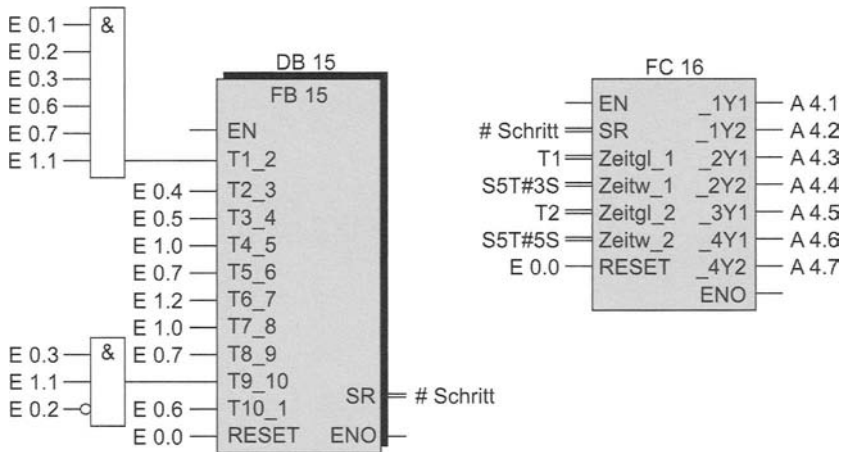 E 0.1
&
E 0.2
E 0.3
E 0.6
E 0.7
E 1.1
DB 15
FB 15
EN
T1_2
E 0.4 T2_3
E 0.5 T3_4
E 1.0 T4_5
E 0.7 T5_6
E 1.2 T6_7
E 1.0 T7_8
E 0.7 T8_9
E 0.3 &
E 1.1 T9_10
E 0.2
E 0.6 T10_1
E 0.0 RESET
SR # Schritt
ENO
FC 16
EN _1Y1 A 4.1
# Schritt SR _1Y2 A 4.2
T1 Zeitgl_1 _2Y1 A 4.3
S5T#3S Zeitw_1 _2Y2 A 4.4
T2 Zeitgl_2 _3Y1 A 4.5
S5T#5S Zeitw_2 _4Y1 A 4.6
E 0.0 RESET _4Y2 A 4.7
ENO